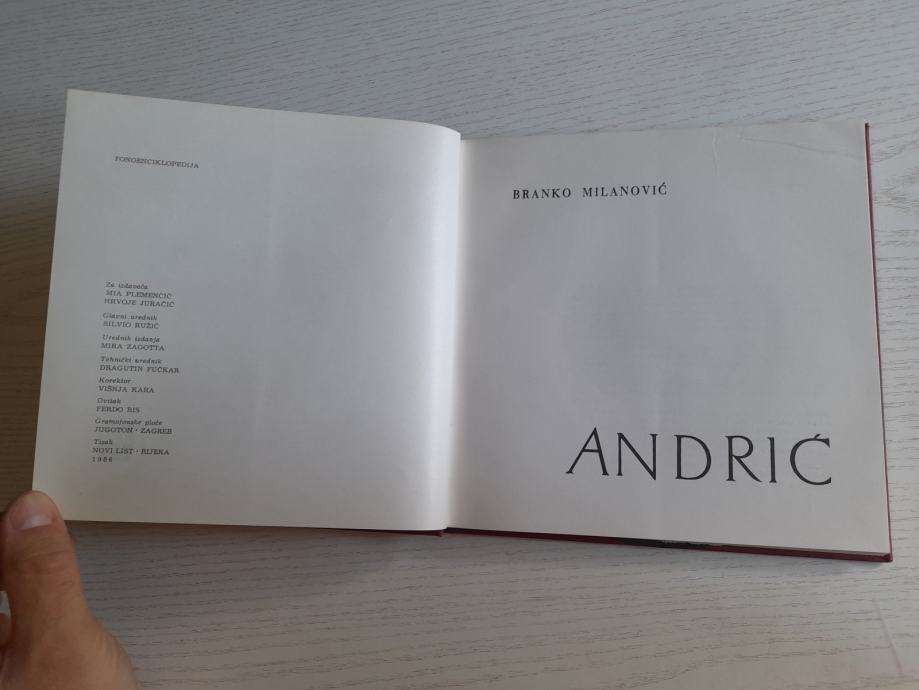 FONOENCIKLOPEDIJA
Za izdavača
MIA PLEMENČIĆ
HRVOJE JURAČIĆ
Glavni urednik
SILVIO RUŽIĆ
Urednik izdanja
MIRA ZAGOTTA
Tehnički urednik
DRAGUTIN FUČKAR
Korektor
VIŠNJA KARA
Ovitak
FERDO BIS
Gramofonske ploče
JUGOTON · ZAGREB
Tisak
NOVI LIST · RIJEKA
1966
BRANKO MILANOVIĆ
ANDRIĆ